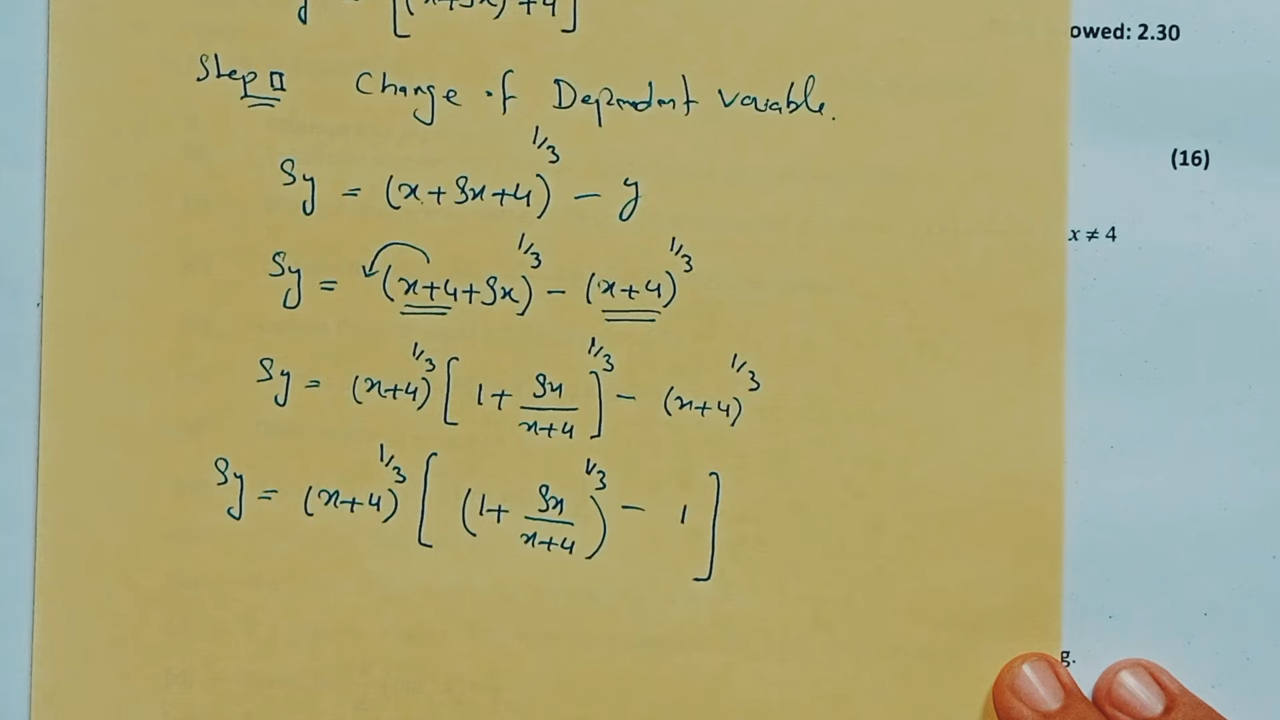 y [(x+δx)+4]
owed: 2.30
Step II Change of Dependent Variable.
(16)
δy = (x+δx+4)^1/3 - y
x ≠ 4
δy = (x+4+δx)^1/3 - (x+4)^1/3
δy = (x+4)^1/3 [1+ δx/x+4]^1/3 - (x+4)^1/3
δy = (x+4)^1/3 [(1+ δx/x+4)^1/3 - 1]
g.